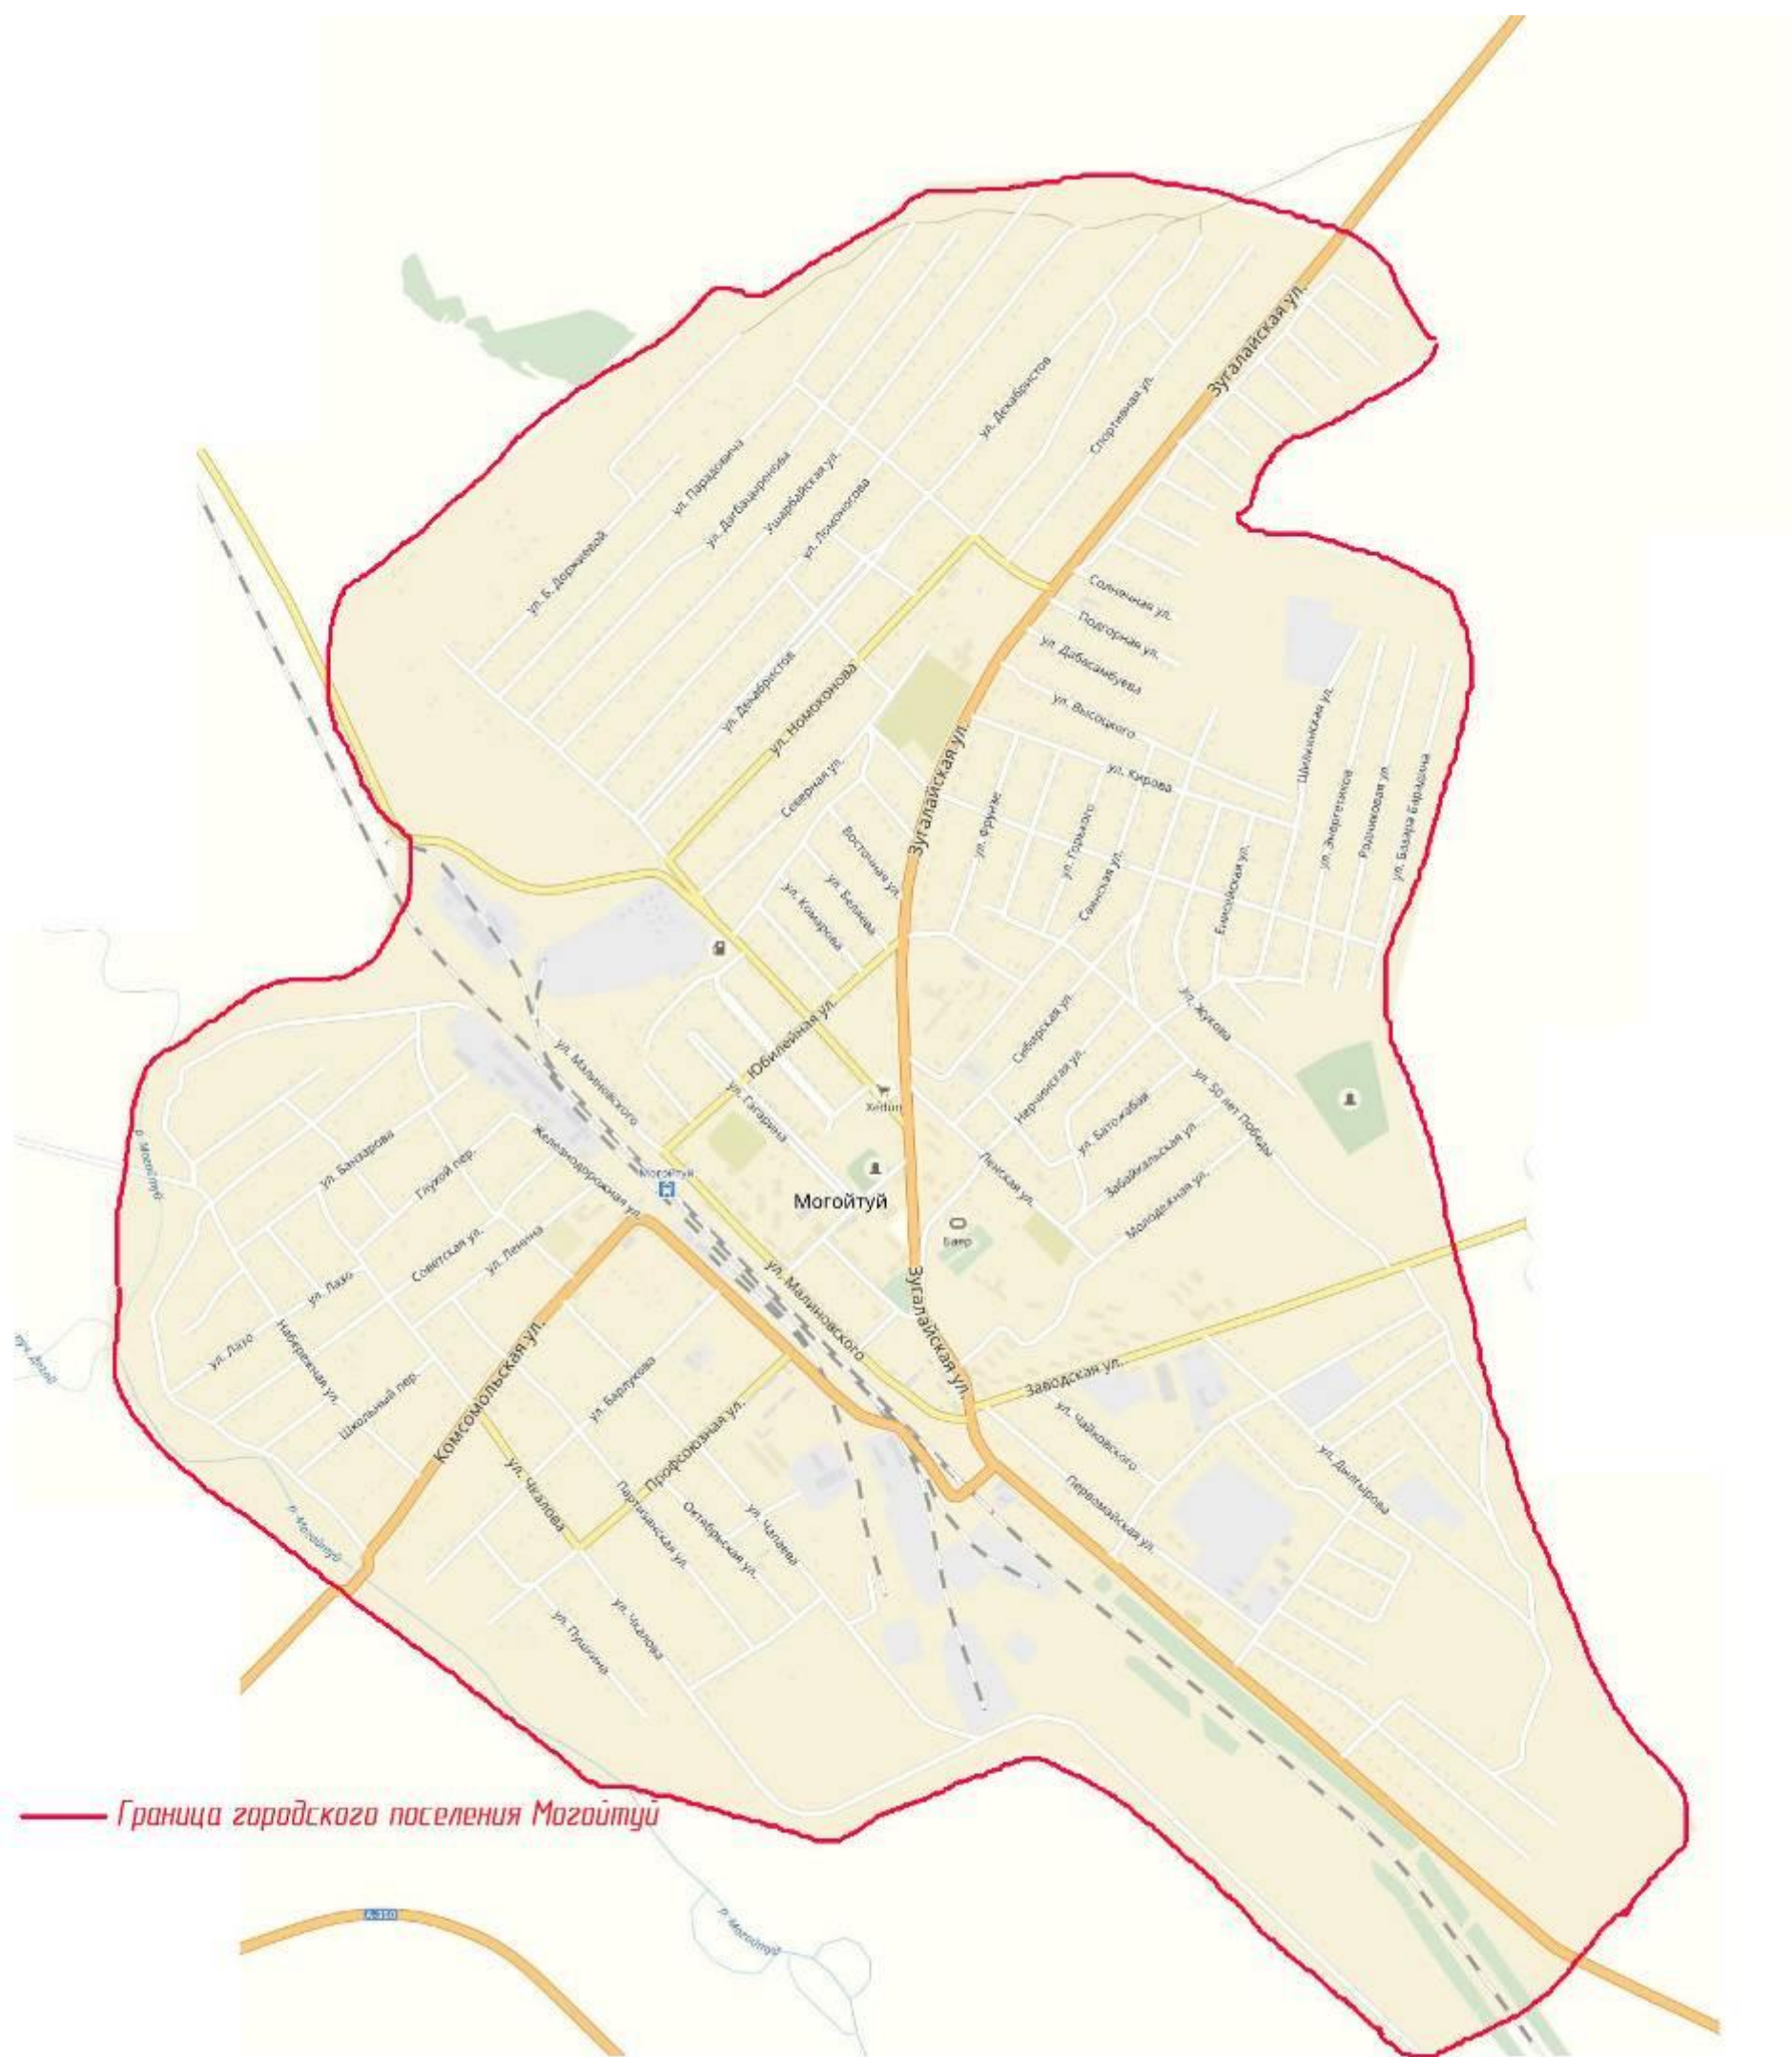 Зугалайская ул.
ул. Декабристов
Спортивная ул.
ул. Парадовича
ул. Дагбацыренова
Ушарбайская ул.
ул. Ломоносова
ул. Б. Доржиевой
Солнечная ул.
Подгорная ул.
ул. Дабасамбуева
ул. Декабристов
ул. Номоконова
ул. Высоцкого
Шилкинская ул.
Зугалайская ул.
Северная ул.
ул. Кирова
ул. Энергетиков
Родниковая ул.
ул. Базара Барадина
ул. Фрунзе
ул. Горького
Восточная ул.
ул. Беляева
ул. Комарова
Саянская ул.
Енисейская ул.
ул. Малиновского
Юбилейная ул.
Сибирская ул.
ул. Жукова
ул. Гагарина
Хебип
Нерчинская ул.
ул. 50 лет Победы
ул. Батожабая
р. Могойтуй
ул. Банзарова
Глухой пер.
Железнодорожная ул.
Могойтуй
Могойтуй
Ленская ул.
Забайкальская ул.
Молодежная ул.
Баяр
Советская ул.
ул. Ленина
ул. Лазо
ул. Малиновского
Зугалайская ул.
ул. Лазо
Набережная ул.
Комсомольская ул.
Заводская ул.
Школьный пер.
ул. Барлукова
Профсоюзная ул.
ул. Чайковского
ул. Дылгырова
ул. Чкалова
Партизанская ул.
Октябрьская ул.
ул. Чапаева
Первомайская ул.
р. Могойтуй
ул. Пушкина
ул. Чкалова
Граница городского поселения Могойтуй
А-350
р. Могойтуй